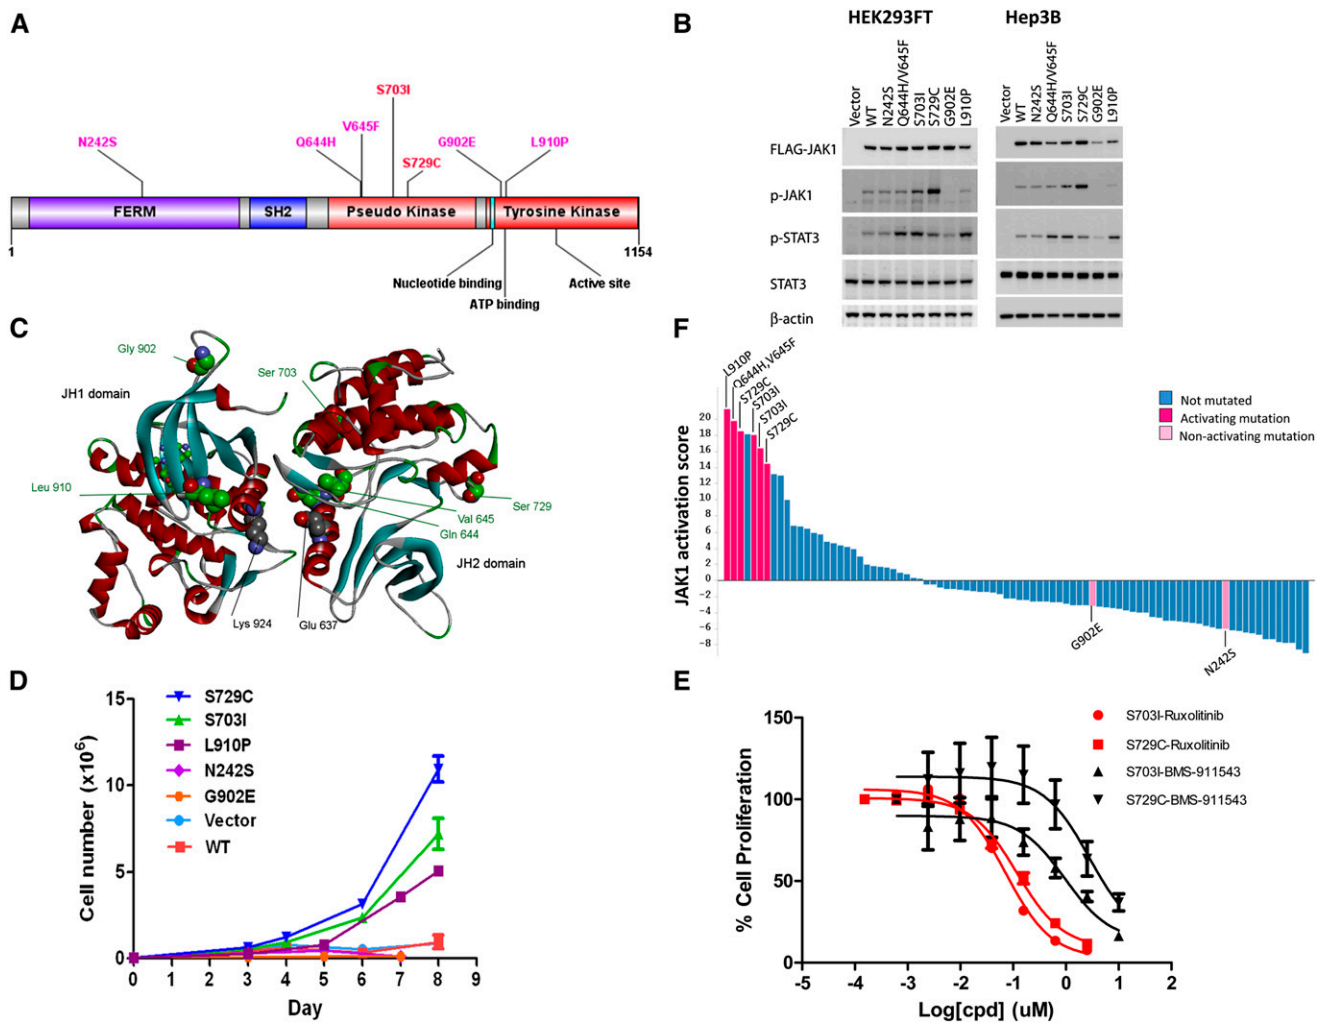 A
S703I
V645F
N242S
Q644H
G902E
L910P
S729C
FERM
SH2
Pseudo Kinase
Tyrosine Kinase
1
1154
Nucleotide binding
Active site
ATP binding
B
HEK293FT
Hep3B
Vector
WT
N242S
Q644H/V645F
S703I
S729C
G902E
L910P
Vector
WT
N242S
Q644H/V645F
S703I
S729C
G902E
L910P
FLAG-JAK1
p-JAK1
p-STAT3
STAT3
β-actin
C
Gly 902
Ser 703
JH1 domain
Leu 910
Ser 729
Val 645
Gln 644
JH2 domain
Lys 924
Glu 637
F
L910P
Q644H,V645F
S729C
S703I
S703I
S729C
Not mutated
Activating mutation
Non-activating mutation
JAK1 activation score
20
18
16
14
12
10
8
6
4
2
0
−2
−4
−6
−8
G902E
N242S
D
S729C
S703I
L910P
N242S
G902E
Vector
WT
Cell number (x10⁶)
15
10
5
0
0 1 2 3 4 5 6 7 8 9
Day
E
S703I-Ruxolitinib
S729C-Ruxolitinib
S703I-BMS-911543
S729C-BMS-911543
% Cell Proliferation
150
100
50
0
-5 -4 -3 -2 -1 0 1 2
Log[cpd] (uM)